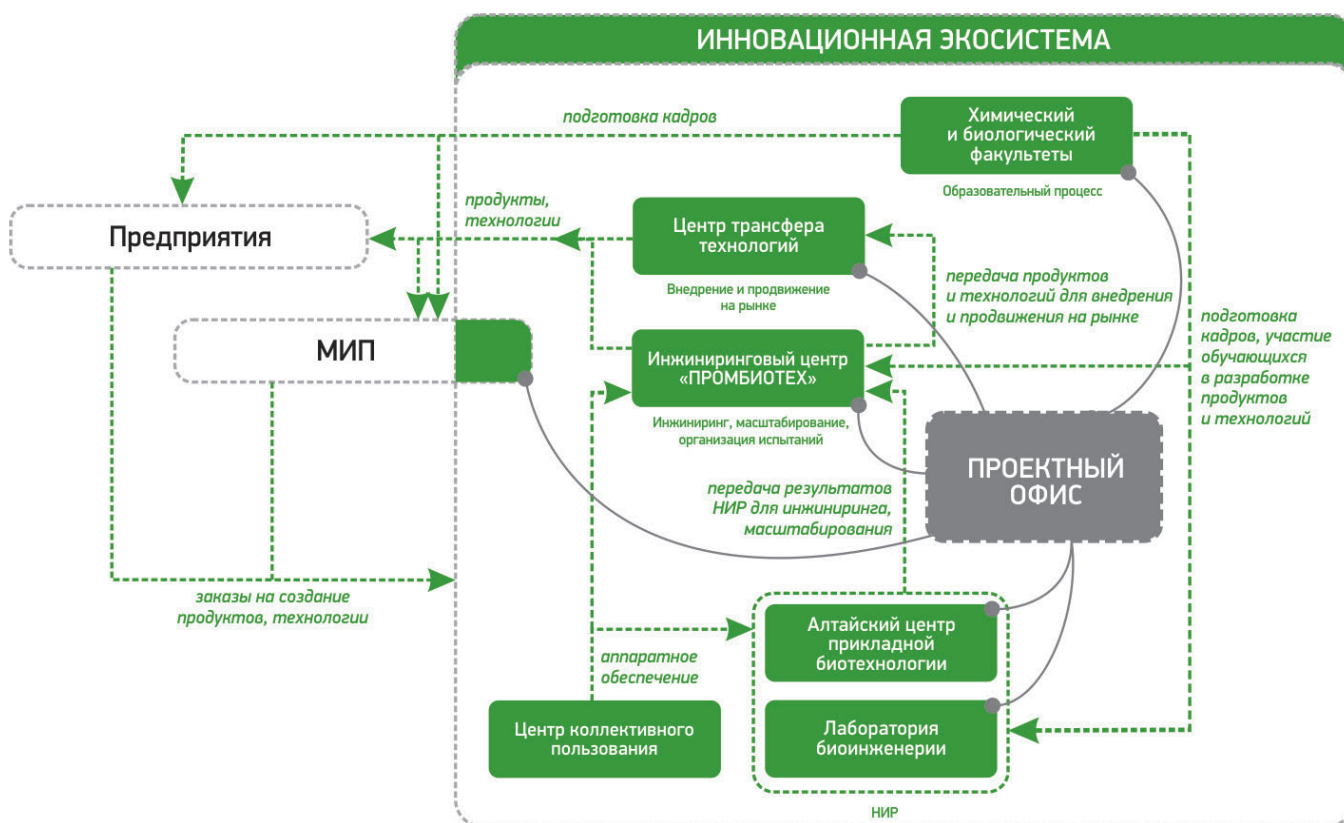 ИННОВАЦИОННАЯ ЭКОСИСТЕМА
подготовка кадров
Химический
и биологический
факультеты
Образовательный процесс
продукты,
технологии
Предприятия
Центр трансфера
технологий
Внедрение и продвижение
на рынке
передача продуктов
и технологий для внедрения
и продвижения на рынке
подготовка
кадров, участие
обучающихся
в разработке
продуктов
и технологий
МИП
Инжиниринговый центр
«ПРОМБИОТЕХ»
Инжиниринг, масштабирование,
организация испытаний
ПРОЕКТНЫЙ
ОФИС
передача результатов
НИР для инжиниринга,
масштабирования
заказы на создание
продуктов, технологии
Алтайский центр
прикладной
биотехнологии
аппаратное
обеспечение
Центр коллективного
пользования
Лаборатория
биоинженерии
НИР